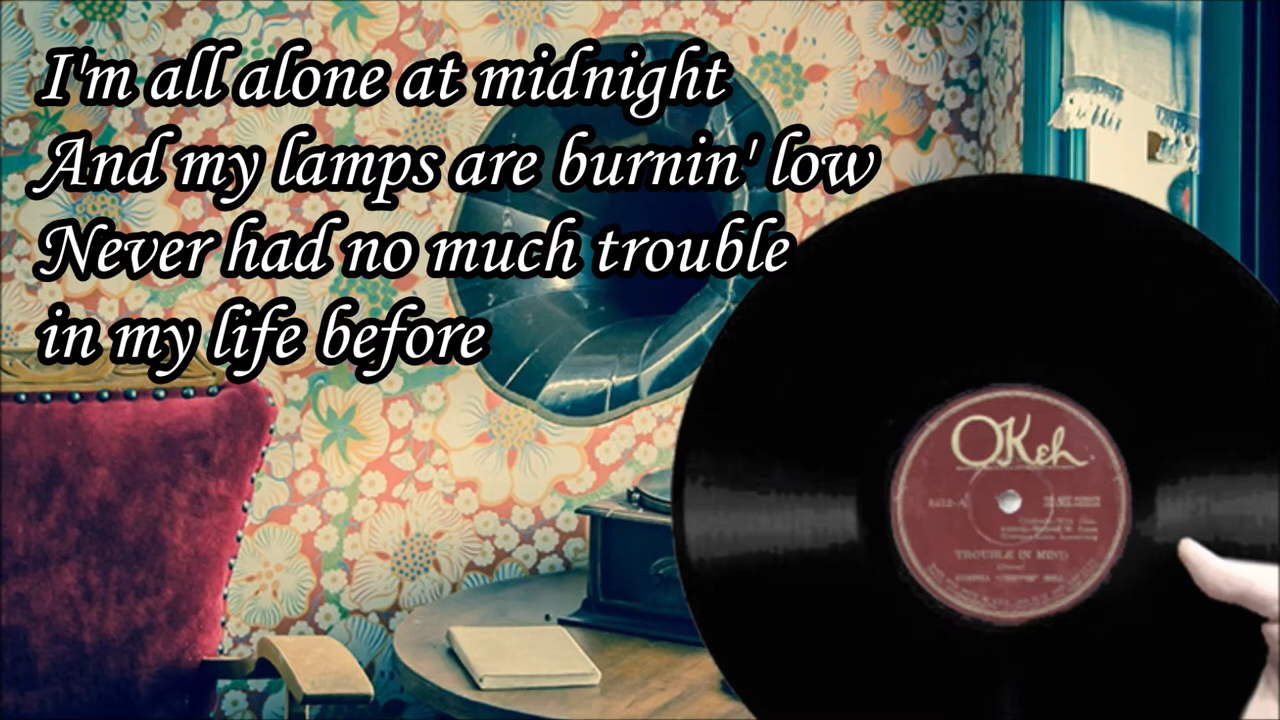 I'm all alone at midnight
And my lamps are burnin' low
Never had no much trouble
in my life before
OKeh
TROUBLE IN MIND